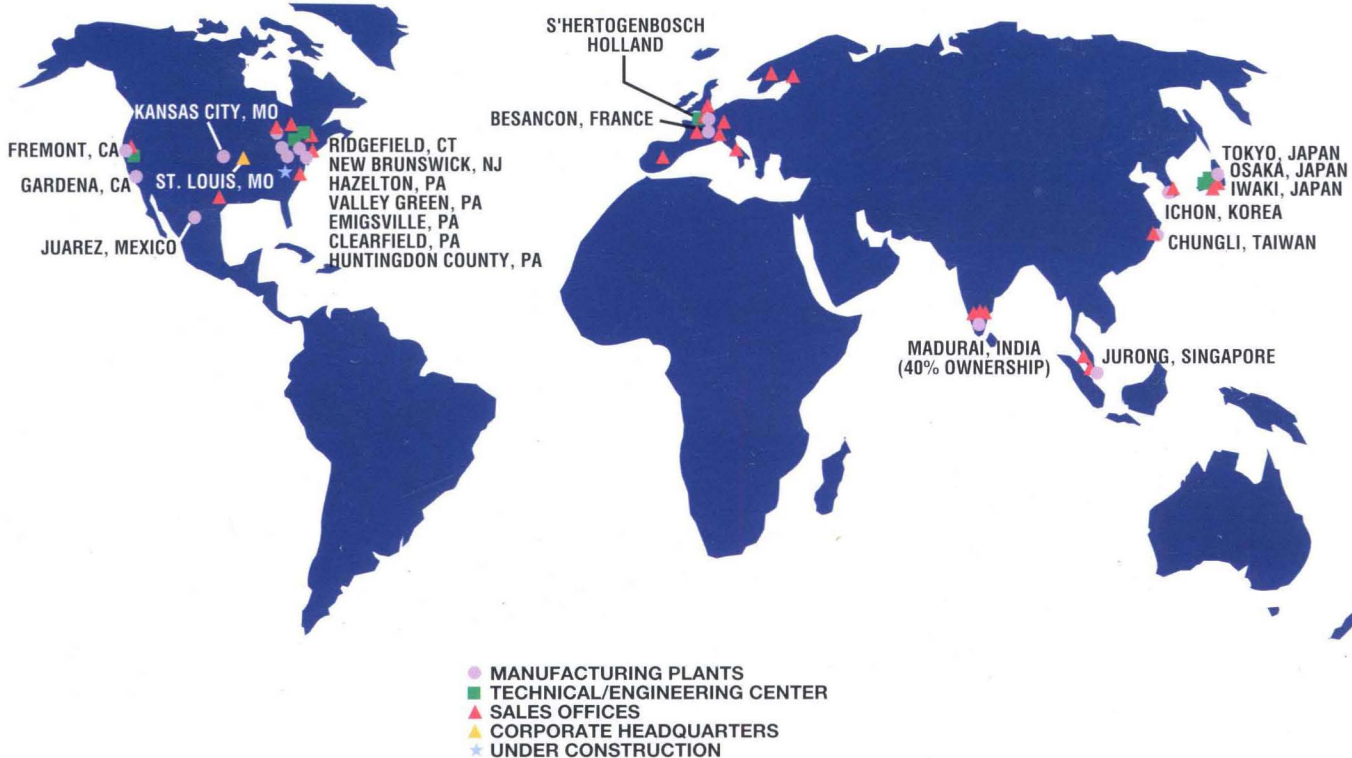 S'HERTOGENBOSCH
HOLLAND
KANSAS CITY, MO
BESANCON, FRANCE
FREMONT, CA
GARDENA, CA
ST. LOUIS, MO
JUAREZ, MEXICO
RIDGEFIELD, CT
NEW BRUNSWICK, NJ
HAZELTON, PA
VALLEY GREEN, PA
EMIGSVILLE, PA
CLEARFIELD, PA
HUNTINGDON COUNTY, PA
TOKYO, JAPAN
OSAKA, JAPAN
IWAKI, JAPAN
ICHON, KOREA
CHUNGLI, TAIWAN
MADURAI, INDIA
(40% OWNERSHIP)
JURONG, SINGAPORE
MANUFACTURING PLANTS
TECHNICAL/ENGINEERING CENTER
SALES OFFICES
CORPORATE HEADQUARTERS
UNDER CONSTRUCTION